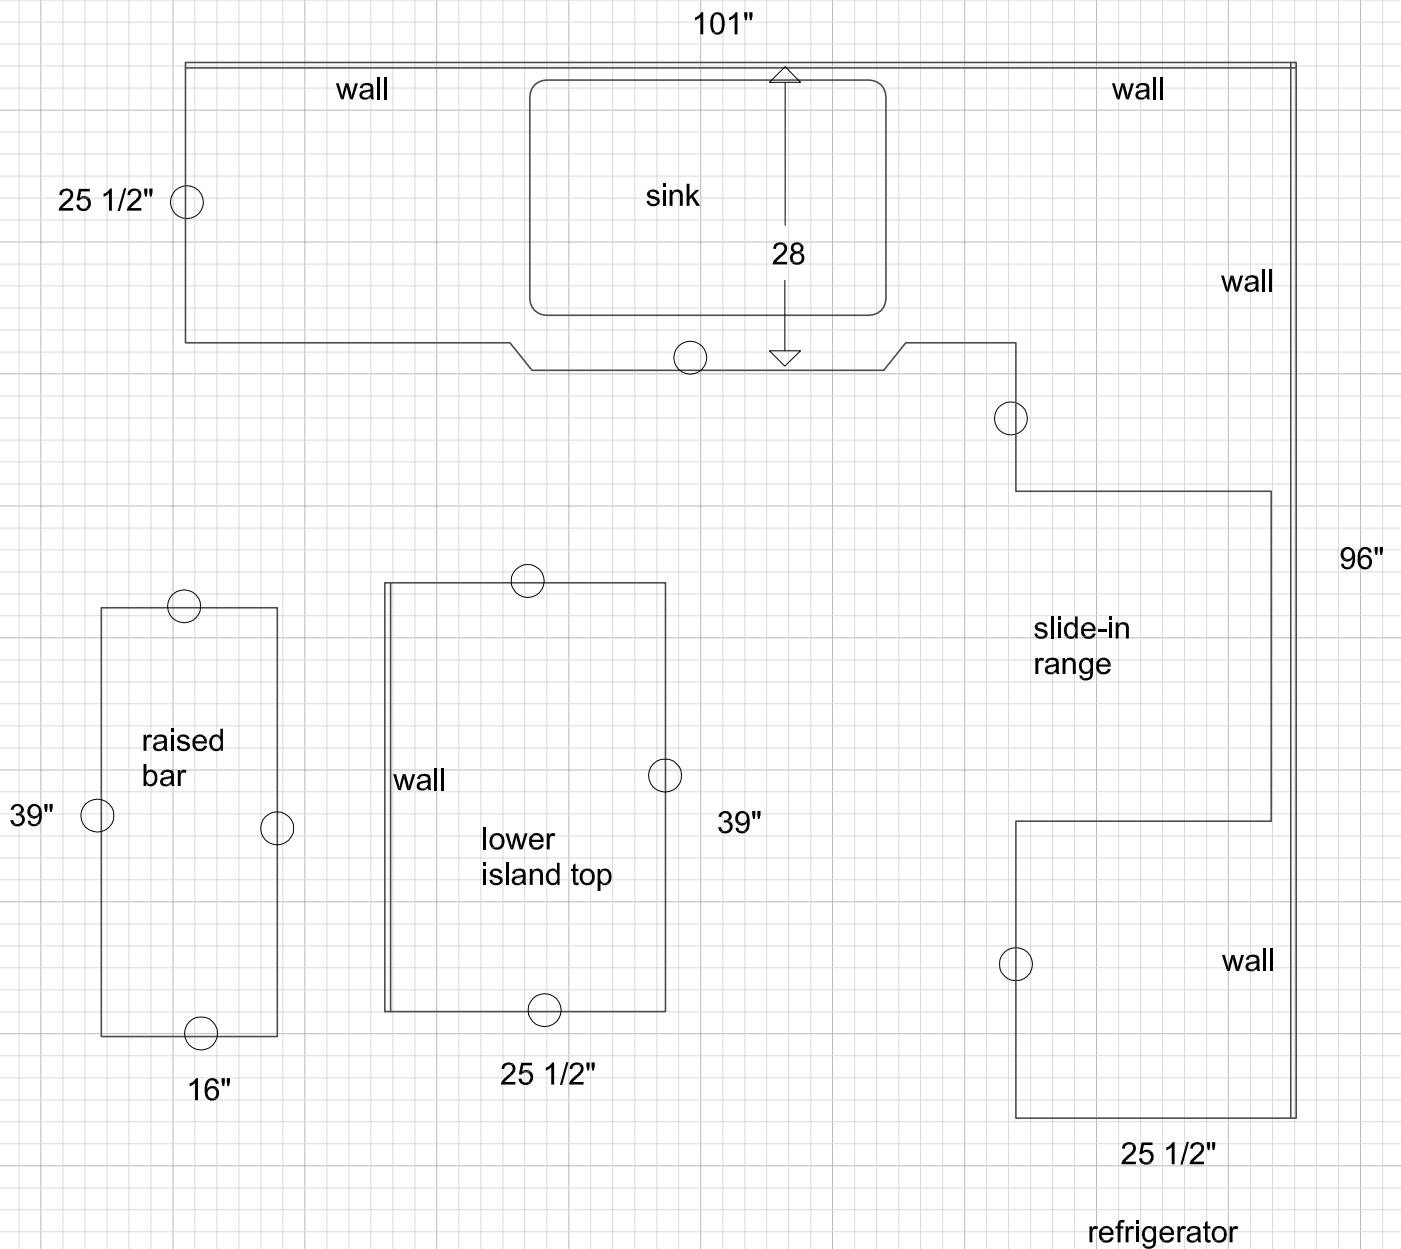 101"
wall
wall
25 1/2"
sink
28
wall
96"
slide-in
range
raised
bar
wall
39"
lower
island top
39"
wall
25 1/2"
16"
25 1/2"
refrigerator